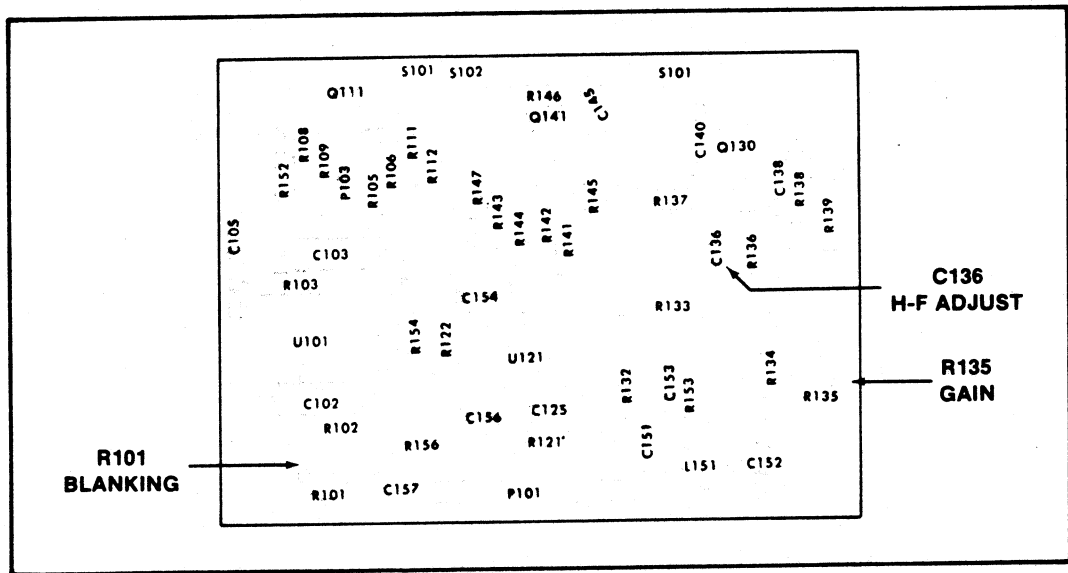 S101 S102 S101
Q111
R146
C145
Q141
R108
R111
C140
Q130
R109
R112
R152
P103
R105
R106
R147
C138
R138
R145
R137
R143
R139
R144
R142
R141
C105
C103
C136
R136
R103
C154
R133
C136
H-F ADJUST
U101
R154
R122
U121
R134
R132
C153
R153
R135
R135
GAIN
C102
C156
C125
R102
R156
R121
C151
L151
C152
R101
BLANKING
R101
C157
P101